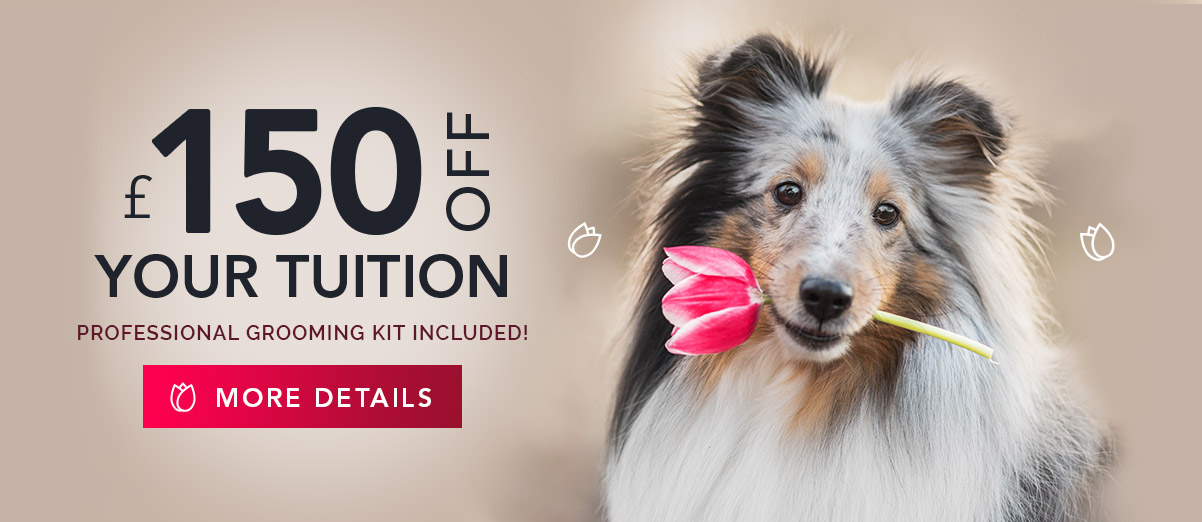 £150 OFF
YOUR TUITION
PROFESSIONAL GROOMING KIT INCLUDED!
MORE DETAILS